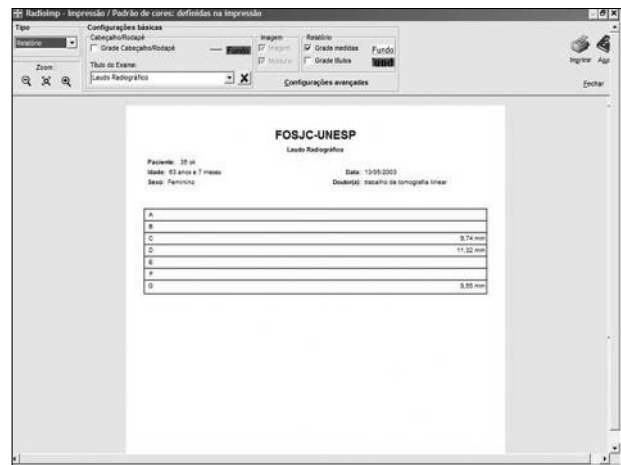 RadioImp - Impressão / Padrão de cores: definidas na Impressão
Tipo
Relatório
Zoom:
Configurações básicas
Cabeçalho/Rodapé
Grade Cabeçalho/Rodapé
Fundo
Título do Exame:
Laudo Radiográfico
Imagem
Imagem
Moldura
Relatório
Grade medidas
Grade títulos
Fundo
Configurações avançadas
Imprimir
Fechar
FOSJC-UNESP
Laudo Radiográfico
Paciente: 35 ok
Idade: 63 anos e 7 meses
Data: 13/05/2003
Sexo: Feminino
Doutor(a): trabalho de tomografia linear
A
B
C 9,74 mm
D 11,32 mm
E
F
G 9,85 mm